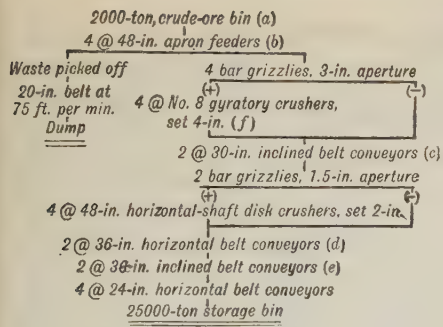 2000-ton, crude-ore bin (a)
4 @ 48-in. apron feeders (b)
Waste picked off
20-in. belt at
75 ft. per min.
Dump
4 bar grizzlies, 3-in. aperture
(+) (-)
4 @ No. 8 gyratory crushers,
set 4-in. (f)
2 @ 30-in. inclined belt conveyors (c)
2 bar grizzlies, 1.5-in. aperture
(+) (-)
4 @ 48-in. horizontal-shaft disk crushers, set 2-in.
2 @ 36-in. horizontal belt conveyors (d)
2 @ 36-in. inclined belt conveyors (e)
4 @ 24-in. horizontal belt conveyors
25000-ton storage bin